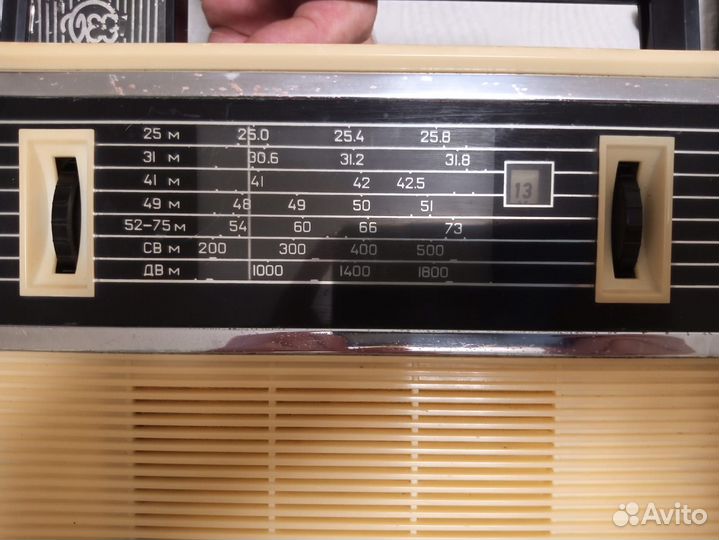 ВЭФ
25 м 25.0 25.4 25.8
31 м 30.6 31.2 31.8
41 м 41 42 42.5
13
49 м 48 49 50 51
52–75 м 54 60 66 73
СВ м 200 300 400 500
ДВ м 1000 1400 1800
Avito